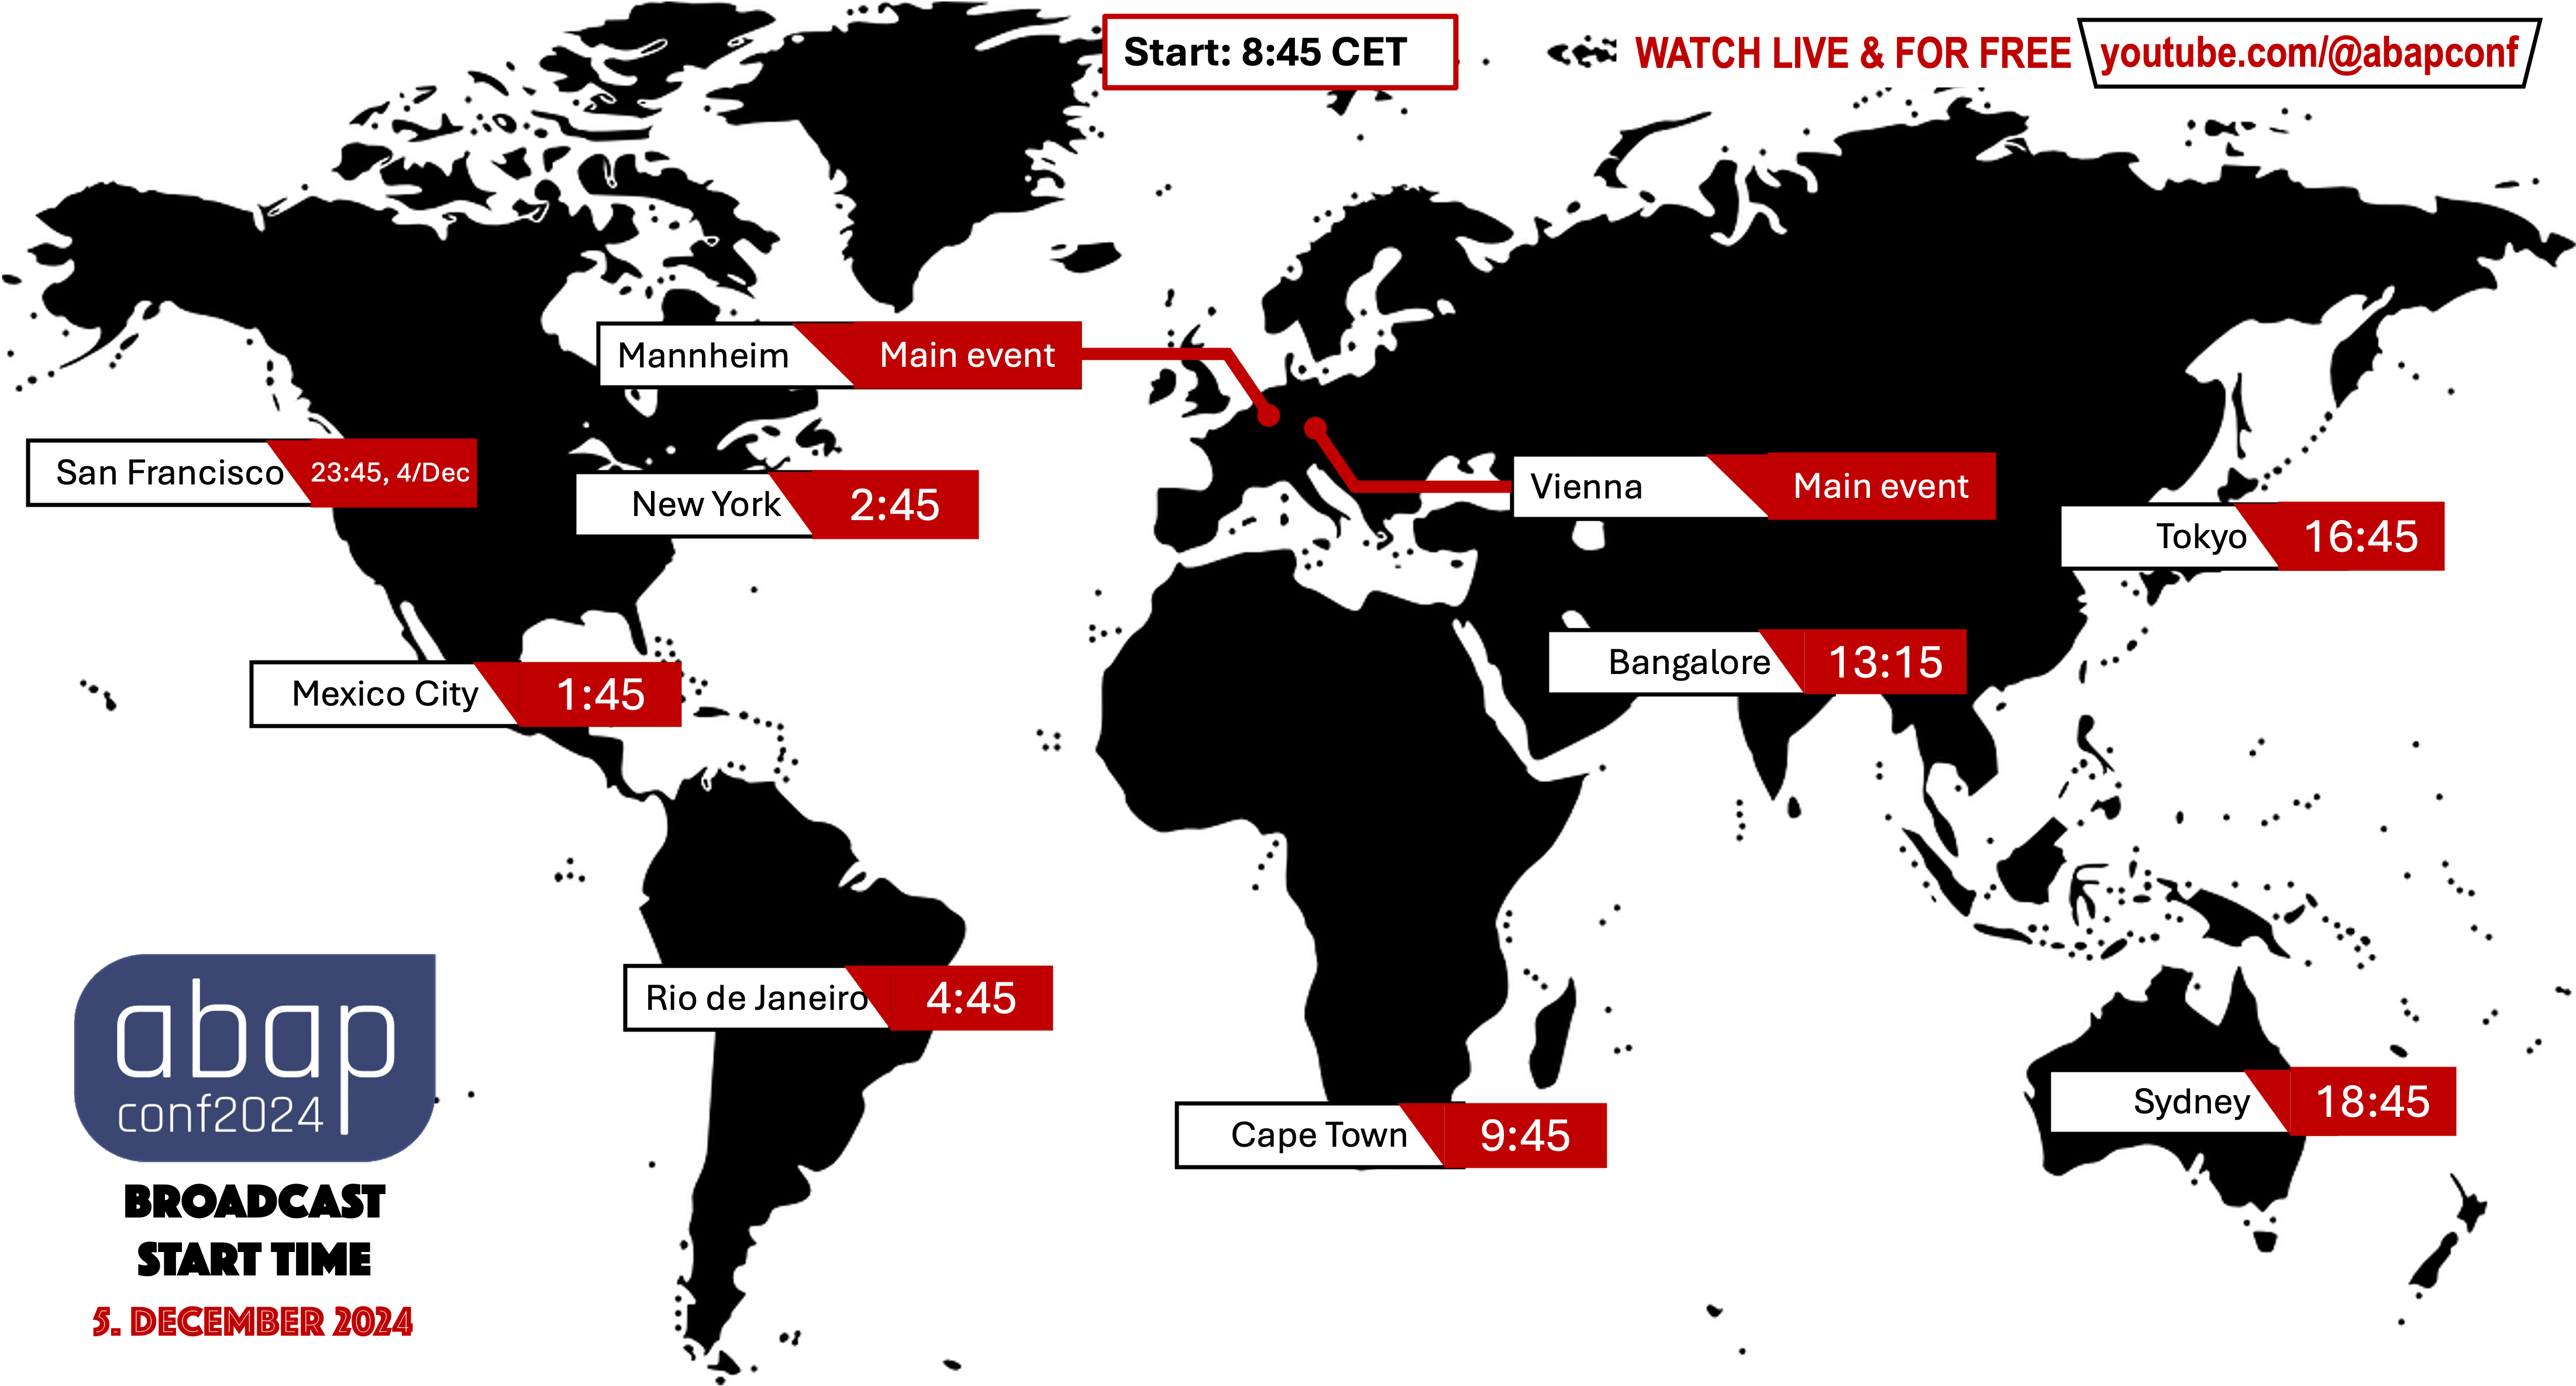 Start: 8:45 CET
WATCH LIVE & FOR FREE
youtube.com/@abapconf
Mannheim
Main event
San Francisco
23:45, 4/Dec
New York
2:45
Vienna
Main event
Tokyo
16:45
Mexico City
1:45
Bangalore
13:15
Rio de Janeiro
4:45
Cape Town
9:45
Sydney
18:45
abap
conf2024
BROADCAST
START TIME
5. DECEMBER 2024